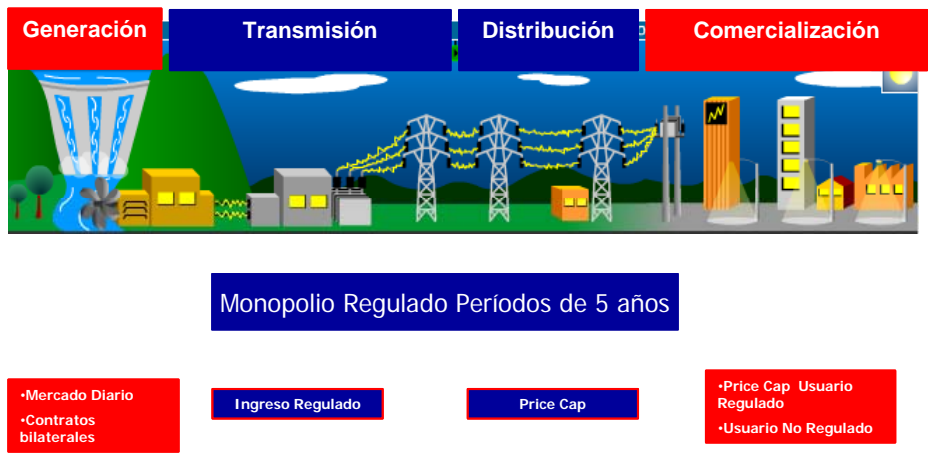 Generación
Transmisión
Distribución
Comercialización
Monopolio Regulado Períodos de 5 años
•Mercado Diario
•Contratos
bilaterales
Ingreso Regulado
Price Cap
•Price Cap Usuario
Regulado
•Usuario No Regulado